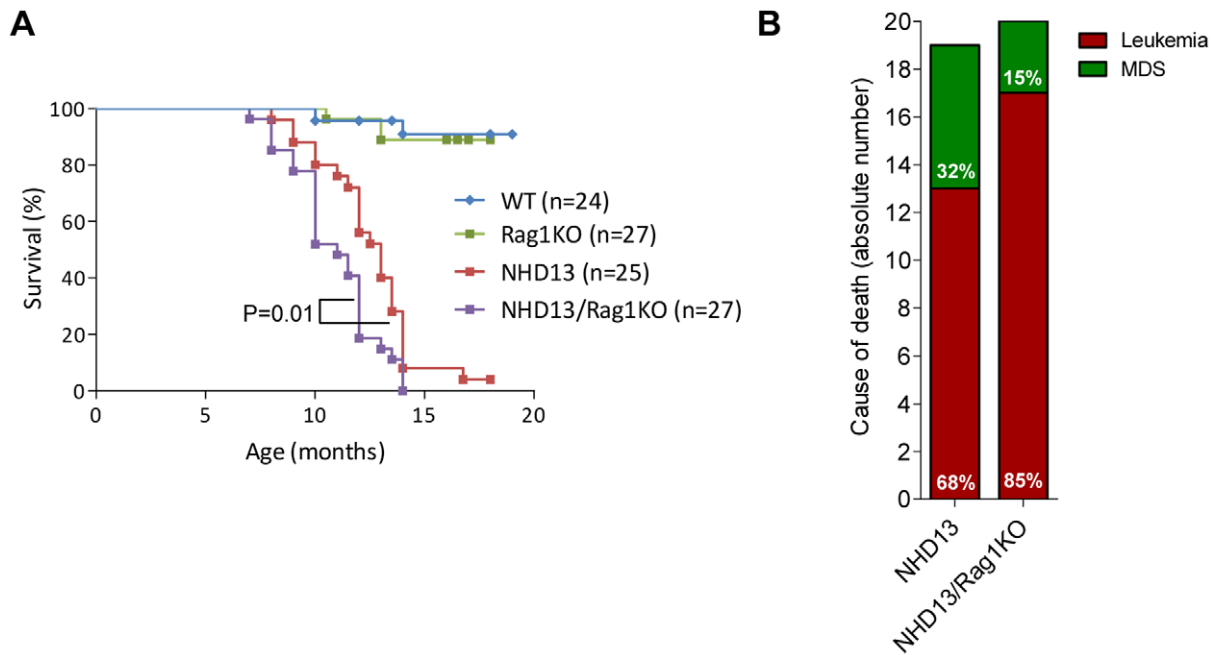 A
Survival (%)
100
80
60
40
20
0
0 5 10 15 20
Age (months)
WT (n=24)
Rag1KO (n=27)
NHD13 (n=25)
NHD13/Rag1KO (n=27)
P=0.01
B
Cause of death (absolute number)
20
18
16
14
12
10
8
6
4
2
0
32%
68%
15%
85%
NHD13
NHD13/Rag1KO
Leukemia
MDS